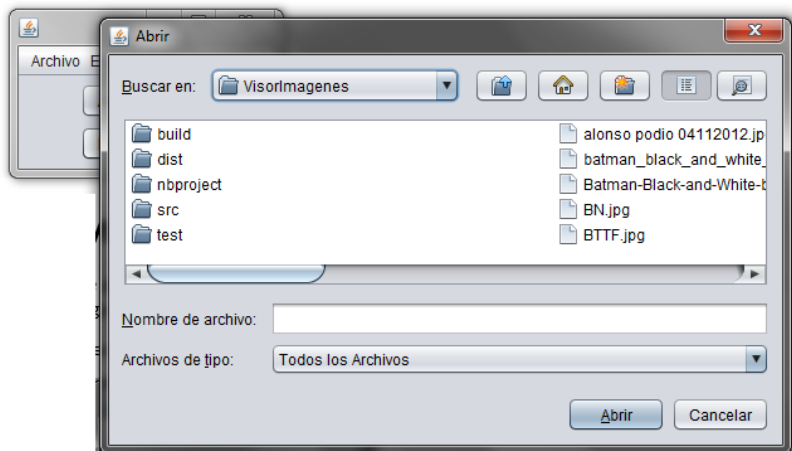 Abrir
Archivo
Buscar en: VisorImagenes
build
dist
nbproject
src
test
alonso podio 04112012.jp
batman_black_and_white_
Batman-Black-and-White-b
BN.jpg
BTTF.jpg
Nombre de archivo:
Archivos de tipo: Todos los Archivos
Abrir Cancelar